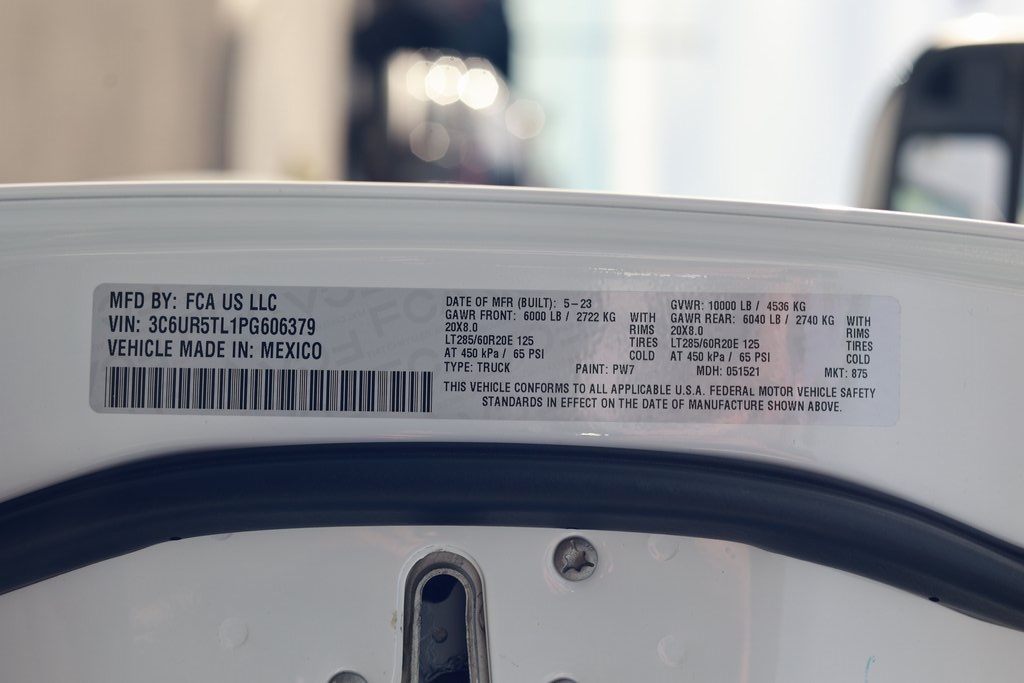 MFD BY: FCA US LLC
VIN: 3C6UR5TL1PG606379
VEHICLE MADE IN: MEXICO
DATE OF MFR (BUILT): 5-23
GAWR FRONT: 6000 LB / 2722 KG WITH
20X8.0 RIMS
LT285/60R20E 125 TIRES
AT 450 kPa / 65 PSI COLD
TYPE: TRUCK PAINT: PW7
GVWR: 10000 LB / 4536 KG
GAWR REAR: 6040 LB / 2740 KG WITH
20X8.0 RIMS
LT285/60R20E 125 TIRES
AT 450 kPa / 65 PSI COLD
MDH: 051521 MKT: 875
THIS VEHICLE CONFORMS TO ALL APPLICABLE U.S.A. FEDERAL MOTOR VEHICLE SAFETY
STANDARDS IN EFFECT ON THE DATE OF MANUFACTURE SHOWN ABOVE.